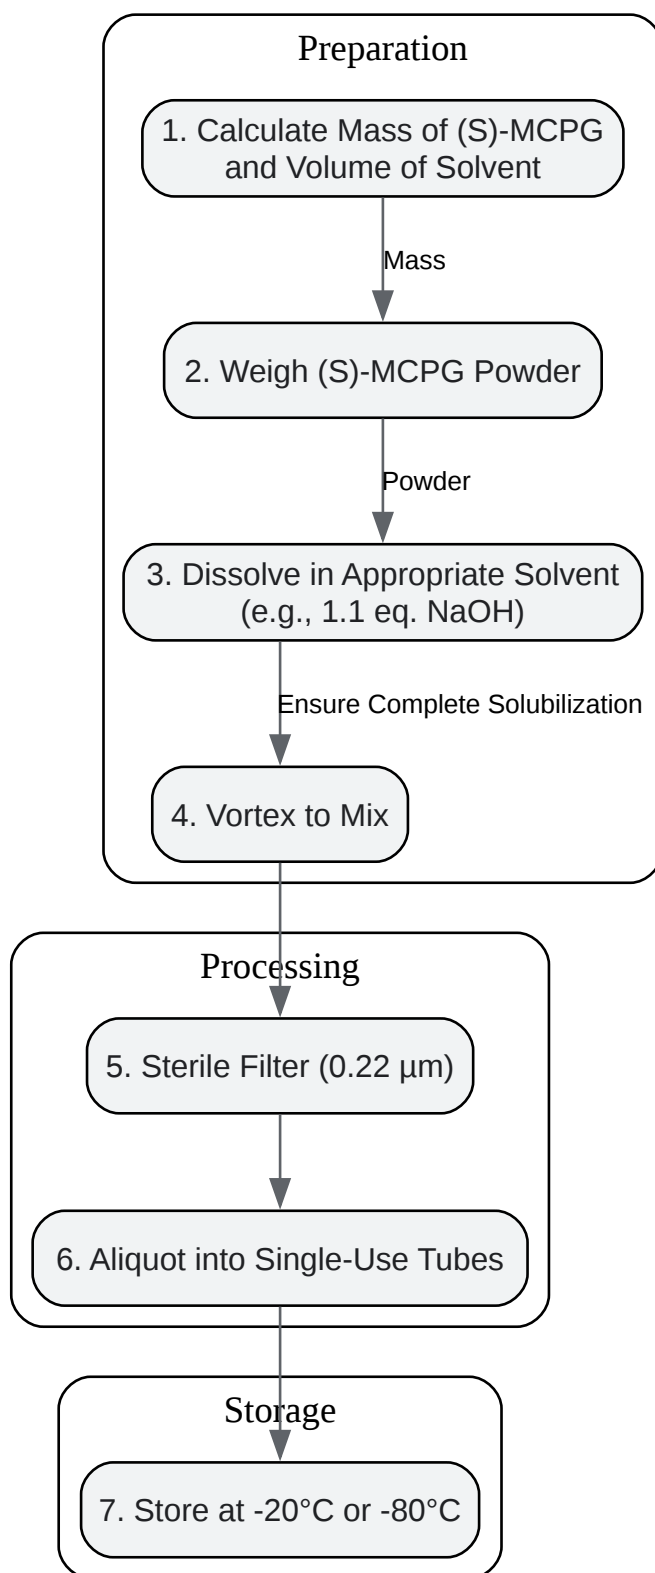 Preparation
1. Calculate Mass of (S)-MCPG
and Volume of Solvent
Mass
2. Weigh (S)-MCPG Powder
Powder
3. Dissolve in Appropriate Solvent
(e.g., 1.1 eq. NaOH)
Ensure Complete Solubilization
4. Vortex to Mix
Processing
5. Sterile Filter (0.22 µm)
6. Aliquot into Single-Use Tubes
Storage
7. Store at -20°C or -80°C